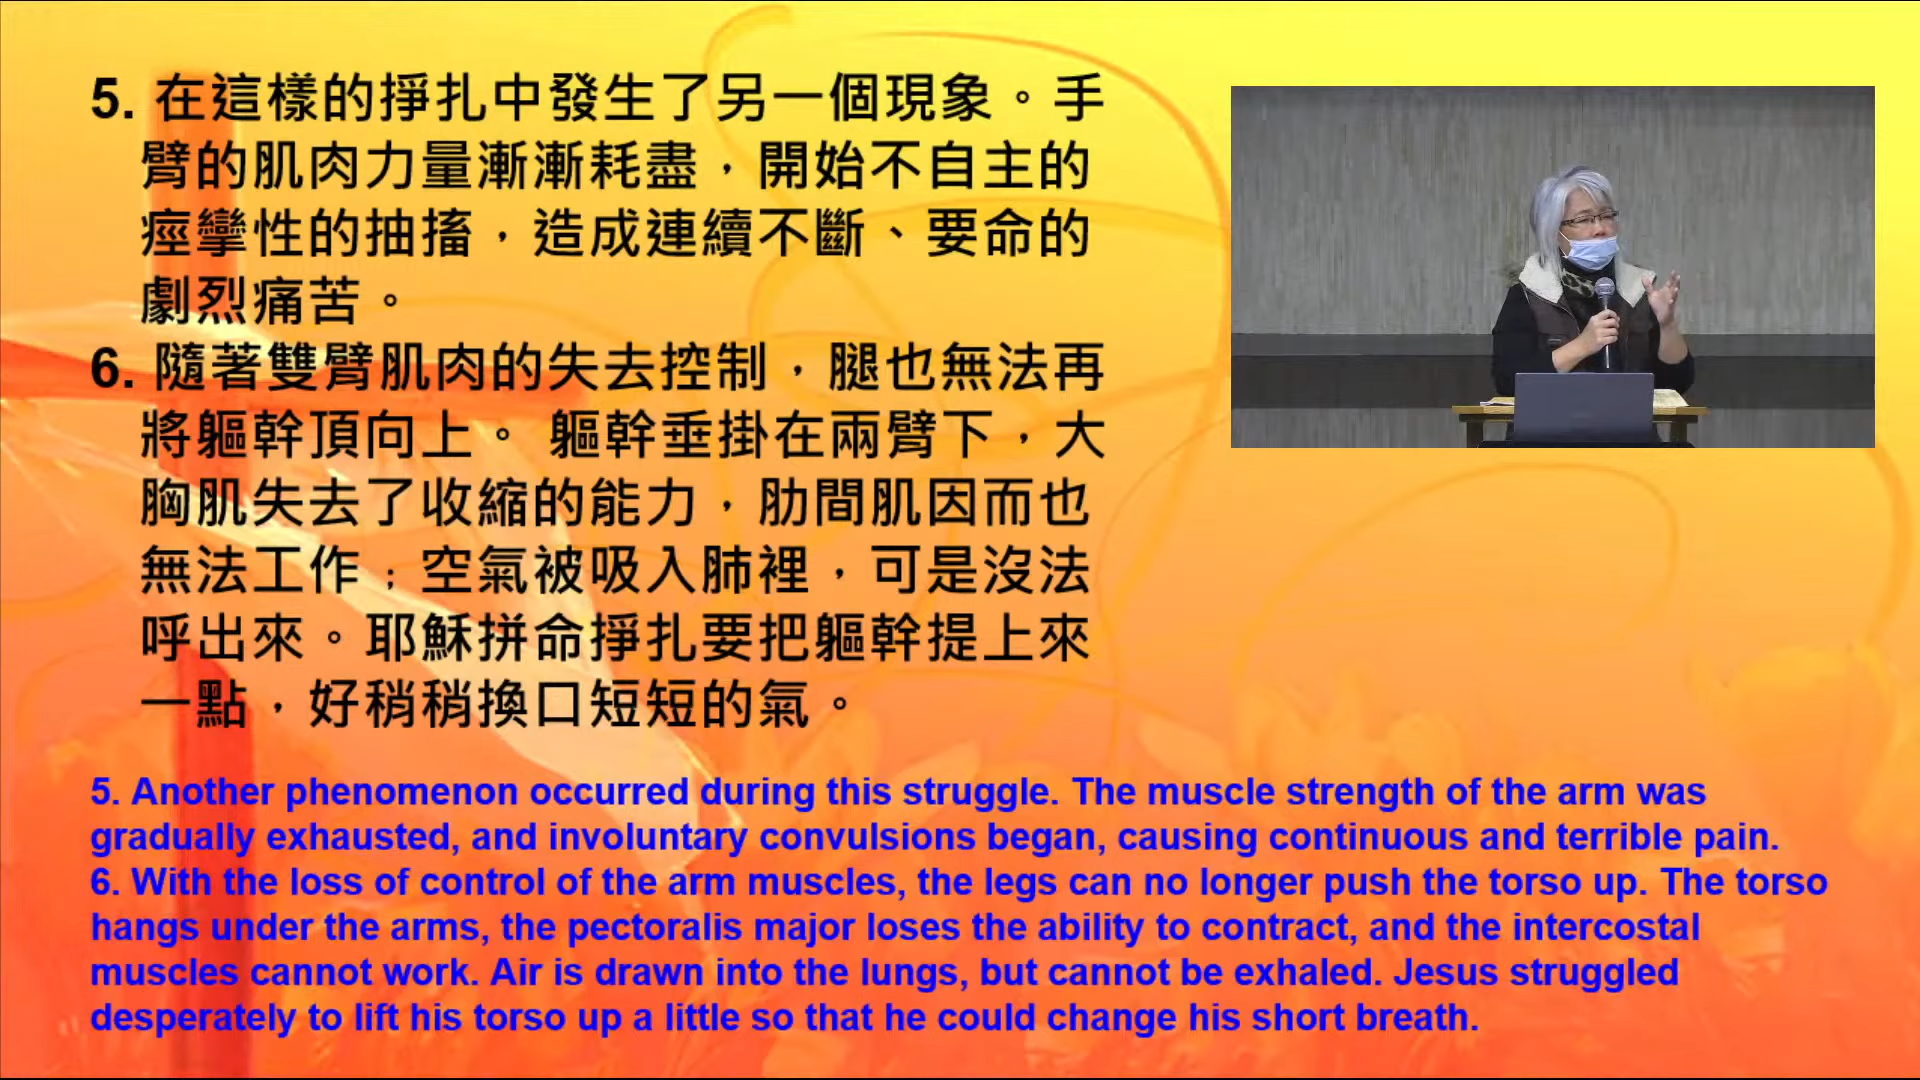 5. 在這樣的掙扎中發生了另一個現象。手
臂的肌肉力量漸漸耗盡，開始不自主的
痙攣性的抽搐，造成連續不斷、要命的
劇烈痛苦。
6. 隨著雙臂肌肉的失去控制，腿也無法再
將軀幹頂向上。 軀幹垂掛在兩臂下，大
胸肌失去了收縮的能力，肋間肌因而也
無法工作；空氣被吸入肺裡，可是沒法
呼出來。耶穌拼命掙扎要把軀幹提上來
一點，好稍稍換口短短的氣。
5. Another phenomenon occurred during this struggle. The muscle strength of the arm was
gradually exhausted, and involuntary convulsions began, causing continuous and terrible pain.
6. With the loss of control of the arm muscles, the legs can no longer push the torso up. The torso
hangs under the arms, the pectoralis major loses the ability to contract, and the intercostal
muscles cannot work. Air is drawn into the lungs, but cannot be exhaled. Jesus struggled
desperately to lift his torso up a little so that he could change his short breath.